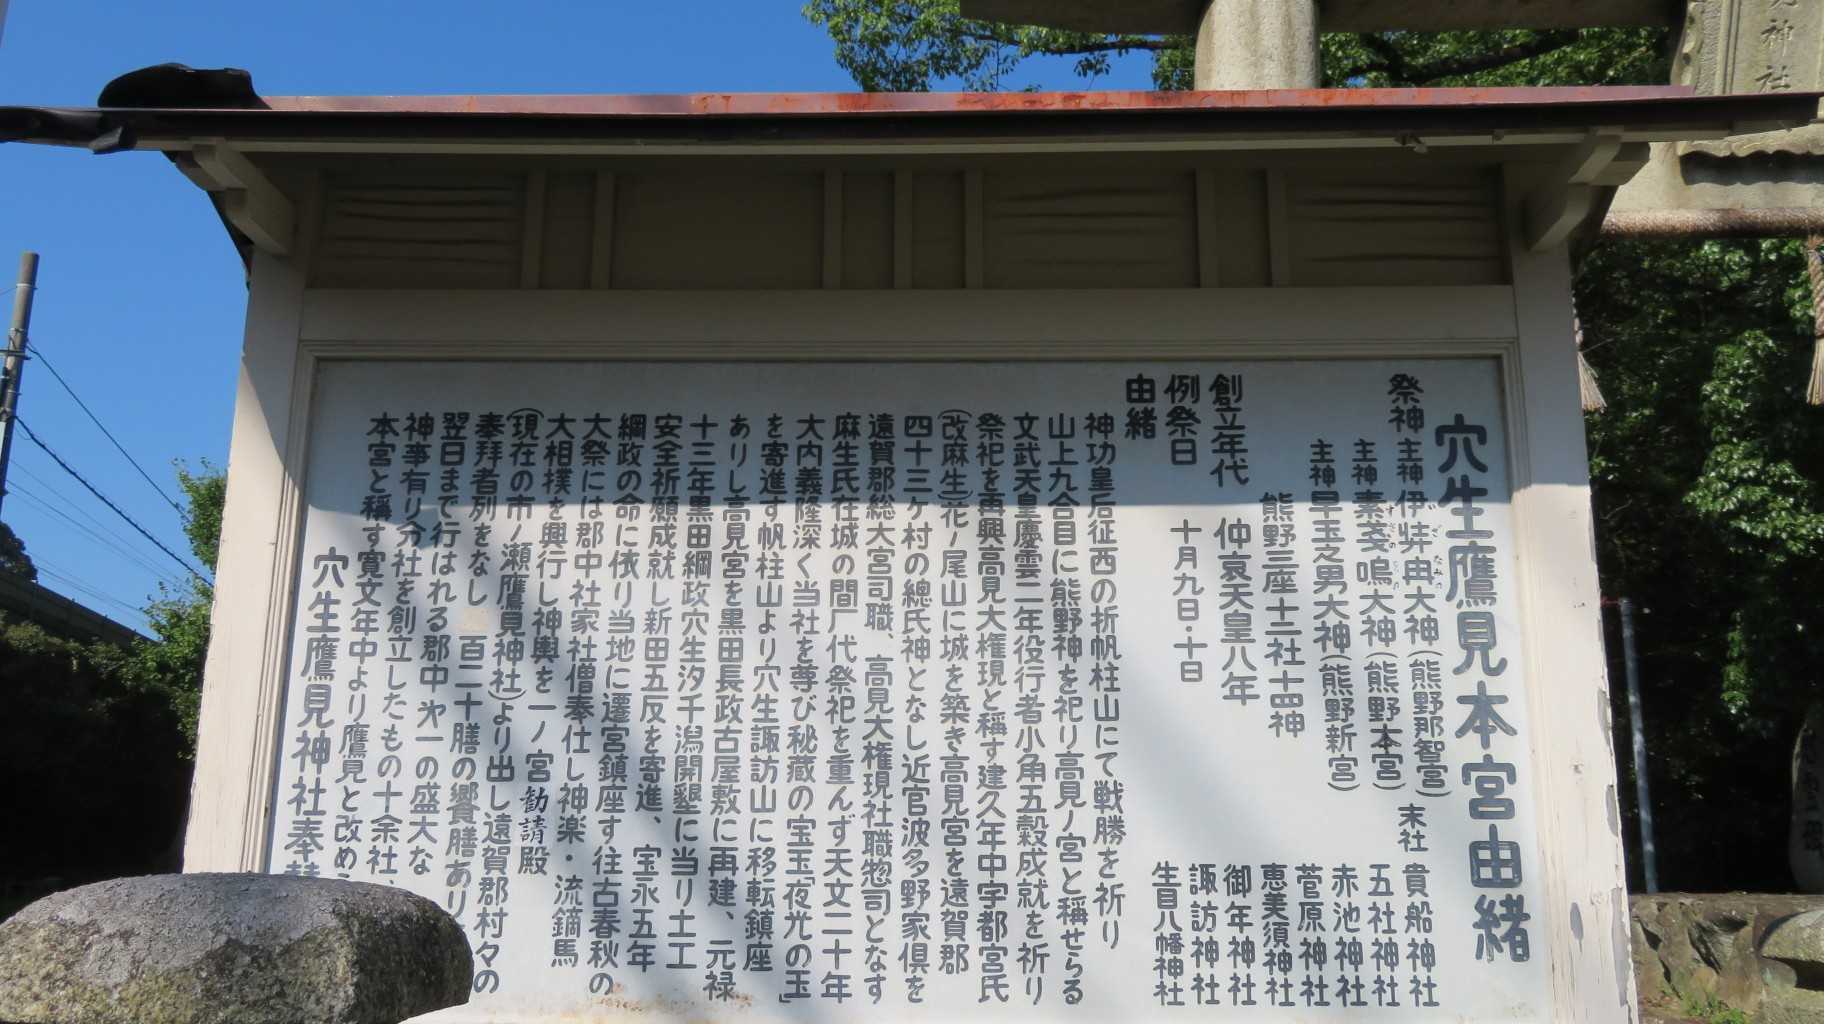 穴生鷹見本宮由緒
祭神 主神 伊弉冉大神(熊野那智宮)
主神 素戔嗚大神(熊野本宮)
主神 早玉之男大神(熊野新宮)
熊野三座十二社十四神
末社 貴船神社
五社神社
赤池神社
菅原神社
恵美須神社
御年神社
諏訪神社
生目八幡神社
創立年代 仲哀天皇八年
例祭日 十月九日・十日
由緒
神功皇后征西の折帆柱山にて戦勝を祈り
山上九合目に熊野神を祀り高見ノ宮と稱せらる
文武天皇慶雲二年役行者小角五穀成就を祈り
祭祀を再興高見大権現と稱す建久年中宇都宮氏
(改麻生)花ノ尾山に城を築き高見宮を遠賀郡
四十三ヶ村の總氏神となし近官波多野家倶を
遠賀郡総大宮司職、高見大権現社職惣司となす
麻生氏在城の間厂代祭祀を重んず天文二十年
大内義隆深く当社を尊び秘蔵の宝玉「夜光の玉」
を寄進す帆柱山より穴生諏訪山に移転鎮座
ありし高見宮を黒田長政古屋敷に再建、元禄
十三年黒田綱政穴生汐干潟開墾に当り土工
安全祈願成就し新田五反を寄進、宝永五年
綱政の命に依り当地に遷宮鎮座す往古春秋の
大祭には郡中社家社僧奉仕し神楽・流鏑馬
大相撲を興行し神輿を一ノ宮勧請殿
(現在の市ノ瀬鷹見神社)より出し遠賀郡村々の
奏拜者列をなし 百二十膳の饗膳あり
翌日まで行はれる郡中㐧一の盛大な
神事有り分社を創立したもの十余社、
本宮と稱す寛文年中より鷹見と改め
穴生鷹見神社奉賛
神社